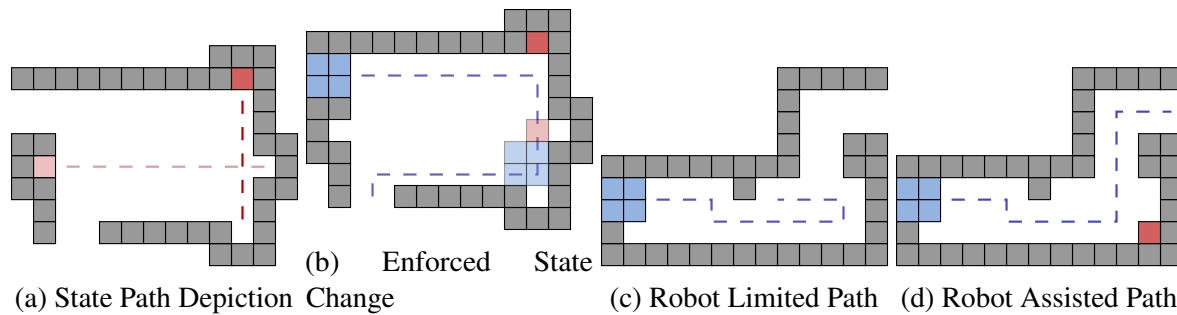 (a) State Path Depiction
(b) Enforced State
Change
(c) Robot Limited Path
(d) Robot Assisted Path